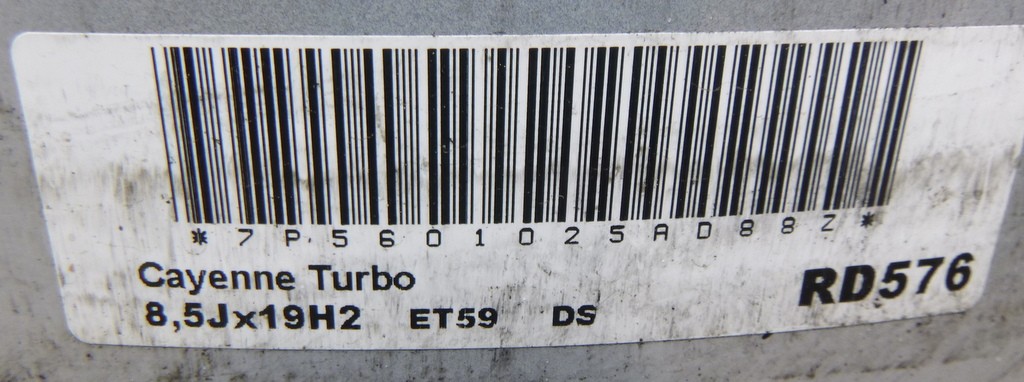 *7P5601025AD88Z*
Cayenne Turbo
RD576
8,5Jx19H2 ET59 DS